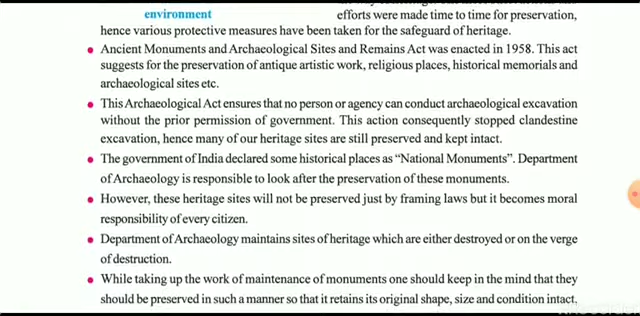 environment efforts were made time to time for preservation,
hence various protective measures have been taken for the safeguard of heritage.
● Ancient Monuments and Archaeological Sites and Remains Act was enacted in 1958. This act
suggests for the preservation of antique artistic work, religious places, historical memorials and
archaeological sites etc.
● This Archaeological Act ensures that no person or agency can conduct archaeological excavation
without the prior permission of government. This action consequently stopped clandestine
excavation, hence many of our heritage sites are still preserved and kept intact.
● The government of India declared some historical places as “National Monuments”. Department
of Archaeology is responsible to look after the preservation of these monuments.
● However, these heritage sites will not be preserved just by framing laws but it becomes moral
responsibility of every citizen.
● Department of Archaeology maintains sites of heritage which are either destroyed or on the verge
of destruction.
● While taking up the work of maintenance of monuments one should keep in the mind that they
should be preserved in such a manner so that it retains its original shape, size and condition intact,